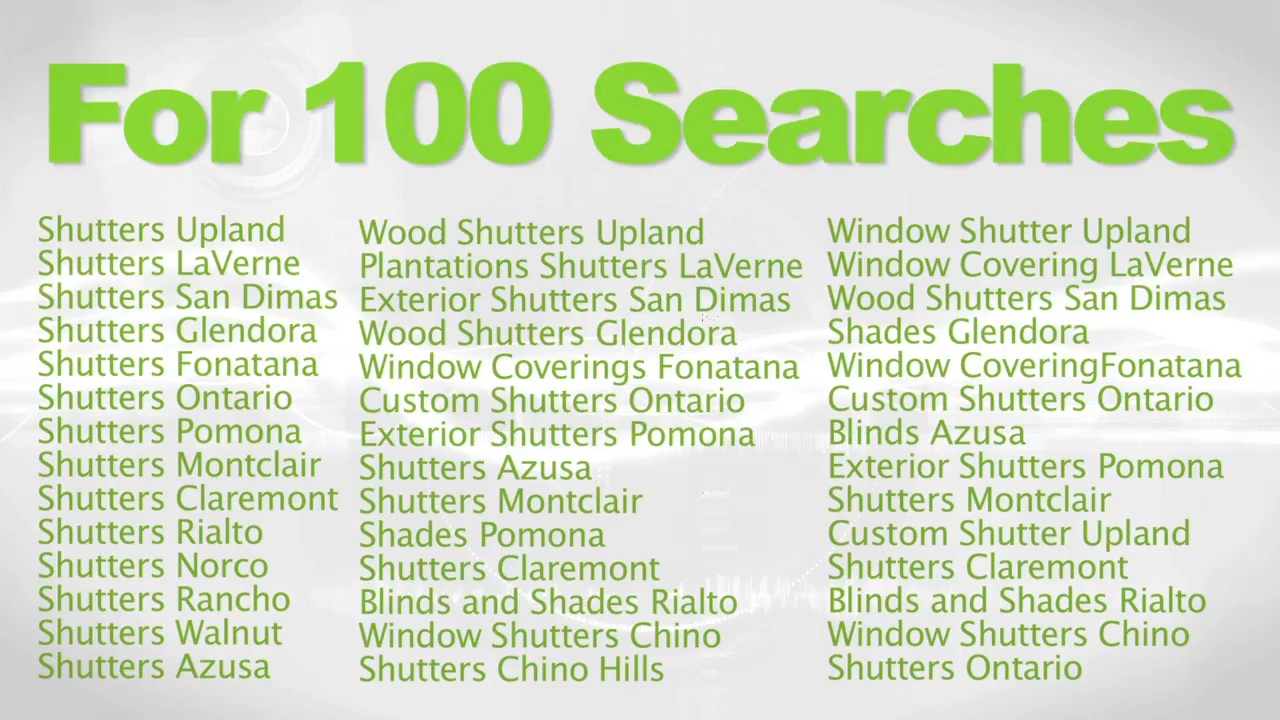 For 100 Searches
Shutters Upland
Shutters LaVerne
Shutters San Dimas
Shutters Glendora
Shutters Fonatana
Shutters Ontario
Shutters Pomona
Shutters Montclair
Shutters Claremont
Shutters Rialto
Shutters Norco
Shutters Rancho
Shutters Walnut
Shutters Azusa
Wood Shutters Upland
Plantations Shutters LaVerne
Exterior Shutters San Dimas
Wood Shutters Glendora
Window Coverings Fonatana
Custom Shutters Ontario
Exterior Shutters Pomona
Shutters Azusa
Shutters Montclair
Shades Pomona
Shutters Claremont
Blinds and Shades Rialto
Window Shutters Chino
Shutters Chino Hills
Window Shutter Upland
Window Covering LaVerne
Wood Shutters San Dimas
Shades Glendora
Window CoveringFonatana
Custom Shutters Ontario
Blinds Azusa
Exterior Shutters Pomona
Shutters Montclair
Custom Shutter Upland
Shutters Claremont
Blinds and Shades Rialto
Window Shutters Chino
Shutters Ontario